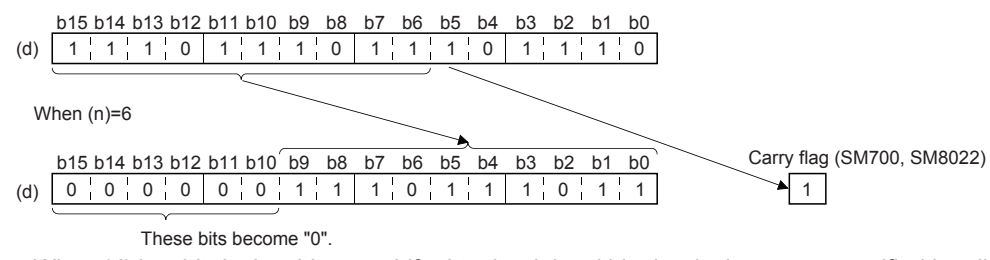 b15 b14 b13 b12 b11 b10 b9 b8 b7 b6 b5 b4 b3 b2 b1 b0
(d) 1 1 1 0 1 1 1 0 1 1 1 0 1 1 1 0
When (n)=6
b15 b14 b13 b12 b11 b10 b9 b8 b7 b6 b5 b4 b3 b2 b1 b0
Carry flag (SM700, SM8022)
(d) 0 0 0 0 0 0 1 1 1 0 1 1 1 0 1 1
1
These bits become "0".